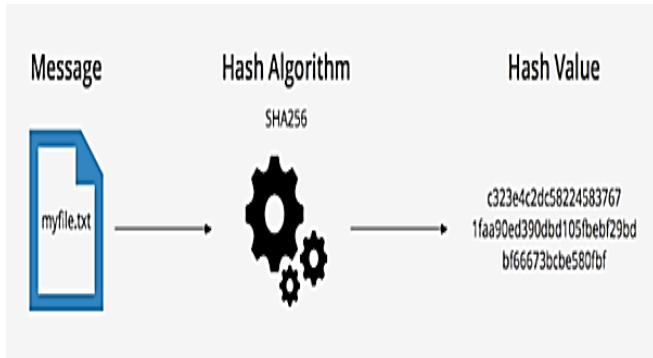 Message
Hash Algorithm
Hash Value
SHA256
myfile.txt
c323e4c2dc58224583767
1faa90ed390dbd105fbebf29bd
bf66673bcbe580fbf